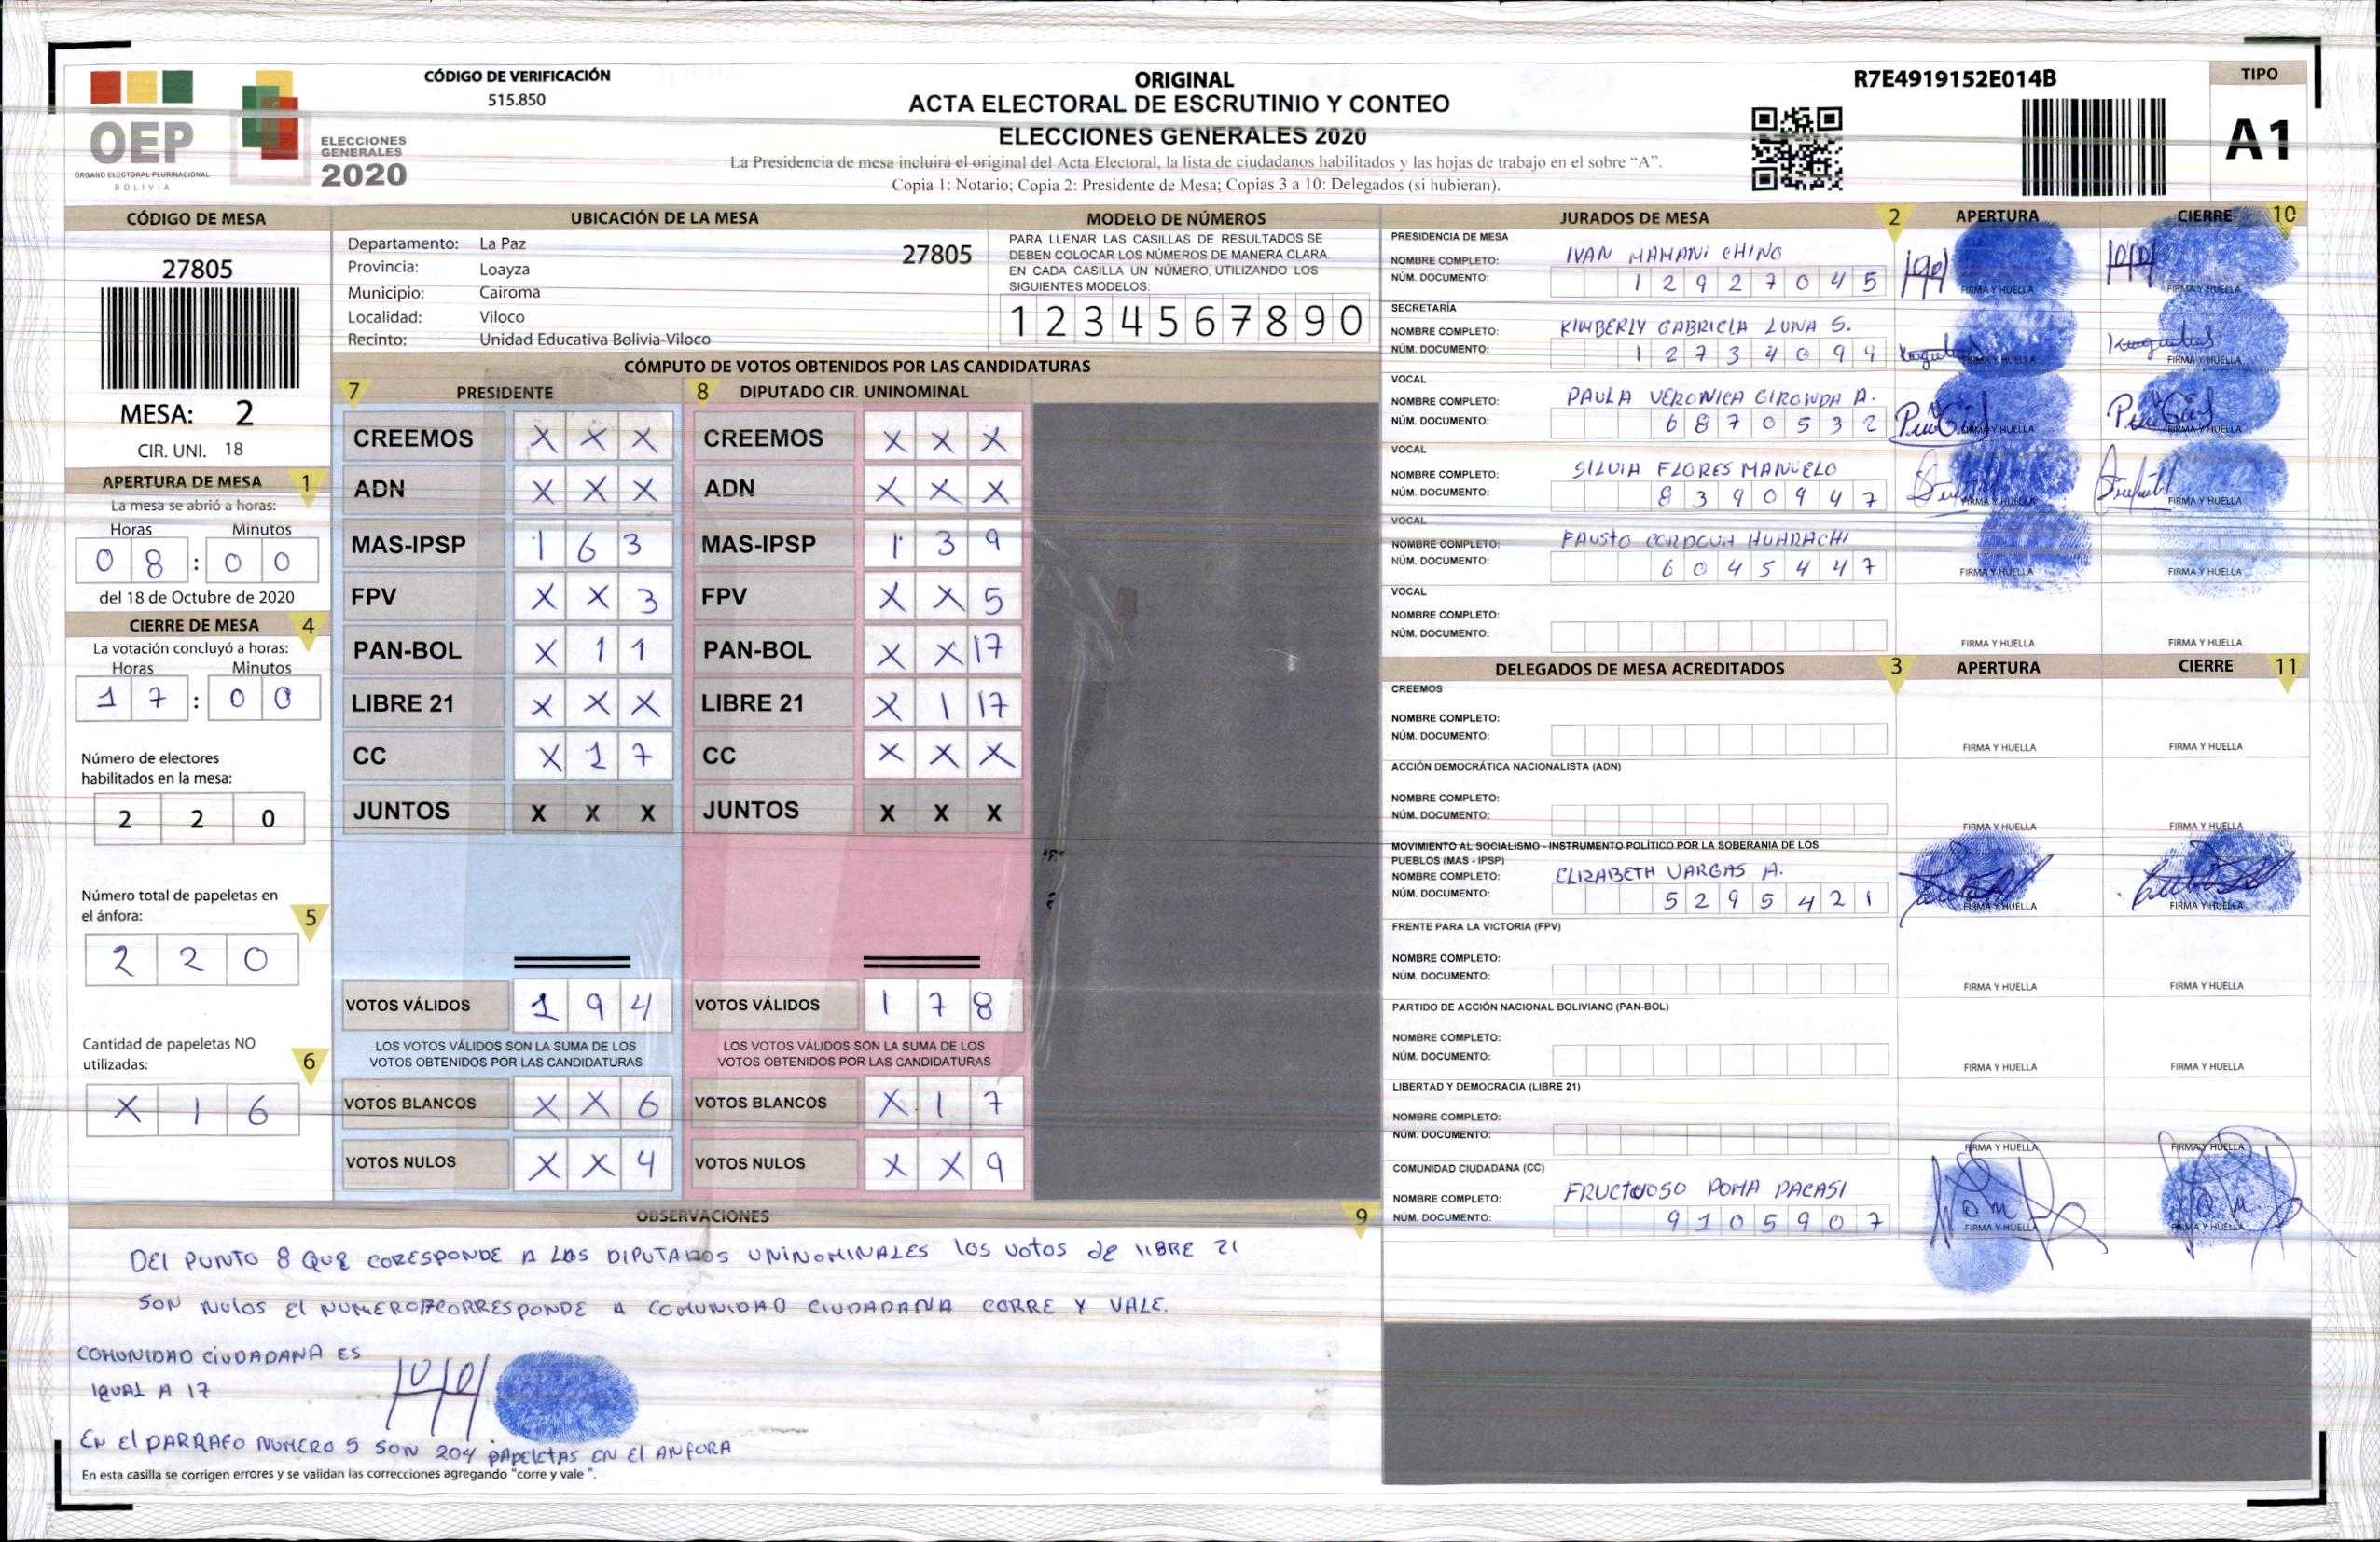 CÓDIGO DE VERIFICACIÓN
515.850
ORIGINAL
ACTA ELECTORAL DE ESCRUTINIO Y CONTEO
ELECCIONES GENERALES 2020
La Presidencia de mesa incluirá el original del Acta Electoral, la lista de ciudadanos habilitados y las hojas de trabajo en el sobre “A”.
Copia 1: Notario; Copia 2: Presidente de Mesa; Copias 3 a 10: Delegados (si hubieran).
R7E4919152E014B
TIPO
A1
OEP
ÓRGANO ELECTORAL PLURINACIONAL
BOLIVIA
ELECCIONES
GENERALES
2020
CÓDIGO DE MESA
27805
MESA: 2
CIR. UNI. 18
APERTURA DE MESA 1
La mesa se abrió a horas:
Horas Minutos
0 8 : 0 0
del 18 de Octubre de 2020
CIERRE DE MESA 4
La votación concluyó a horas:
Horas Minutos
1 7 : 0 0
Número de electores
habilitados en la mesa:
2 2 0
Número total de papeletas en
el ánfora: 5
2 2 0
Cantidad de papeletas NO
utilizadas: 6
X 1 6
UBICACIÓN DE LA MESA
Departamento: La Paz 27805
Provincia: Loayza
Municipio: Cairoma
Localidad: Viloco
Recinto: Unidad Educativa Bolivia-Viloco
MODELO DE NÚMEROS
PARA LLENAR LAS CASILLAS DE RESULTADOS SE
DEBEN COLOCAR LOS NÚMEROS DE MANERA CLARA.
EN CADA CASILLA UN NÚMERO, UTILIZANDO LOS
SIGUIENTES MODELOS:
1 2 3 4 5 6 7 8 9 0
CÓMPUTO DE VOTOS OBTENIDOS POR LAS CANDIDATURAS
7 PRESIDENTE
CREEMOS X X X
ADN X X X
MAS-IPSP 1 6 3
FPV X X 3
PAN-BOL X 1 1
LIBRE 21 X X X
CC X 1 7
JUNTOS X X X
VOTOS VÁLIDOS 1 9 4
LOS VOTOS VÁLIDOS SON LA SUMA DE LOS
VOTOS OBTENIDOS POR LAS CANDIDATURAS
VOTOS BLANCOS X X 6
VOTOS NULOS X X 4
8 DIPUTADO CIR. UNINOMINAL
CREEMOS X X X
ADN X X X
MAS-IPSP 1 3 9
FPV X X 5
PAN-BOL X X 17
LIBRE 21 X 1 17
CC X X X
JUNTOS X X X
VOTOS VÁLIDOS 1 7 8
LOS VOTOS VÁLIDOS SON LA SUMA DE LOS
VOTOS OBTENIDOS POR LAS CANDIDATURAS
VOTOS BLANCOS X 1 7
VOTOS NULOS X X 9
JURADOS DE MESA 2 APERTURA CIERRE 10
PRESIDENCIA DE MESA
NOMBRE COMPLETO: IVAN MAMANI CHINO
NÚM. DOCUMENTO: 1 2 9 2 7 0 4 5
FIRMA Y HUELLA FIRMA Y HUELLA
SECRETARÍA
NOMBRE COMPLETO: KIMBERLY GABRIELA LUNA S.
NÚM. DOCUMENTO: 1 2 7 3 4 0 9 9
FIRMA Y HUELLA FIRMA Y HUELLA
VOCAL
NOMBRE COMPLETO: PAULA VERONICA GIRONDA A.
NÚM. DOCUMENTO: 6 8 7 0 5 3 2
FIRMA Y HUELLA FIRMA Y HUELLA
VOCAL
NOMBRE COMPLETO: SILVIA FLORES MANUELO
NÚM. DOCUMENTO: 8 3 9 0 9 4 7
FIRMA Y HUELLA FIRMA Y HUELLA
VOCAL
NOMBRE COMPLETO: FAUSTO CORDOVA HUARACHI
NÚM. DOCUMENTO: 6 0 4 5 4 4 7
FIRMA Y HUELLA FIRMA Y HUELLA
VOCAL
NOMBRE COMPLETO:
NÚM. DOCUMENTO:
FIRMA Y HUELLA FIRMA Y HUELLA
DELEGADOS DE MESA ACREDITADOS 3 APERTURA CIERRE 11
CREEMOS
NOMBRE COMPLETO:
NÚM. DOCUMENTO:
FIRMA Y HUELLA FIRMA Y HUELLA
ACCIÓN DEMOCRÁTICA NACIONALISTA (ADN)
NOMBRE COMPLETO:
NÚM. DOCUMENTO:
FIRMA Y HUELLA FIRMA Y HUELLA
MOVIMIENTO AL SOCIALISMO - INSTRUMENTO POLÍTICO POR LA SOBERANIA DE LOS
PUEBLOS (MAS - IPSP)
NOMBRE COMPLETO: ELIZABETH VARGAS A.
NÚM. DOCUMENTO: 5 2 9 5 4 2 1
FIRMA Y HUELLA FIRMA Y HUELLA
FRENTE PARA LA VICTORIA (FPV)
NOMBRE COMPLETO:
NÚM. DOCUMENTO:
FIRMA Y HUELLA FIRMA Y HUELLA
PARTIDO DE ACCIÓN NACIONAL BOLIVIANO (PAN-BOL)
NOMBRE COMPLETO:
NÚM. DOCUMENTO:
FIRMA Y HUELLA FIRMA Y HUELLA
LIBERTAD Y DEMOCRACIA (LIBRE 21)
NOMBRE COMPLETO:
NÚM. DOCUMENTO:
FIRMA Y HUELLA FIRMA Y HUELLA
COMUNIDAD CIUDADANA (CC)
NOMBRE COMPLETO: FRUCTUOSO POMA PACASI
NÚM. DOCUMENTO: 9 1 0 5 9 0 7
FIRMA Y HUELLA FIRMA Y HUELLA
OBSERVACIONES 9
DEL PUNTO 8 QUE CORESPONDE A LOS DIPUTADOS UNINOMINALES los votos de LIBRE 21
SON NULOS El NUMERO 17 CORRESPONDE A COMUNIDAD CIUDADANA CORRE Y VALE.
COMUNIDAD CIUDADANA ES
IGUAL A 17
EN El PARRAFO NUMERO 5 SON 204 PAPELETAS EN El ANFORA
En esta casilla se corrigen errores y se validan las correcciones agregando "corre y vale ".